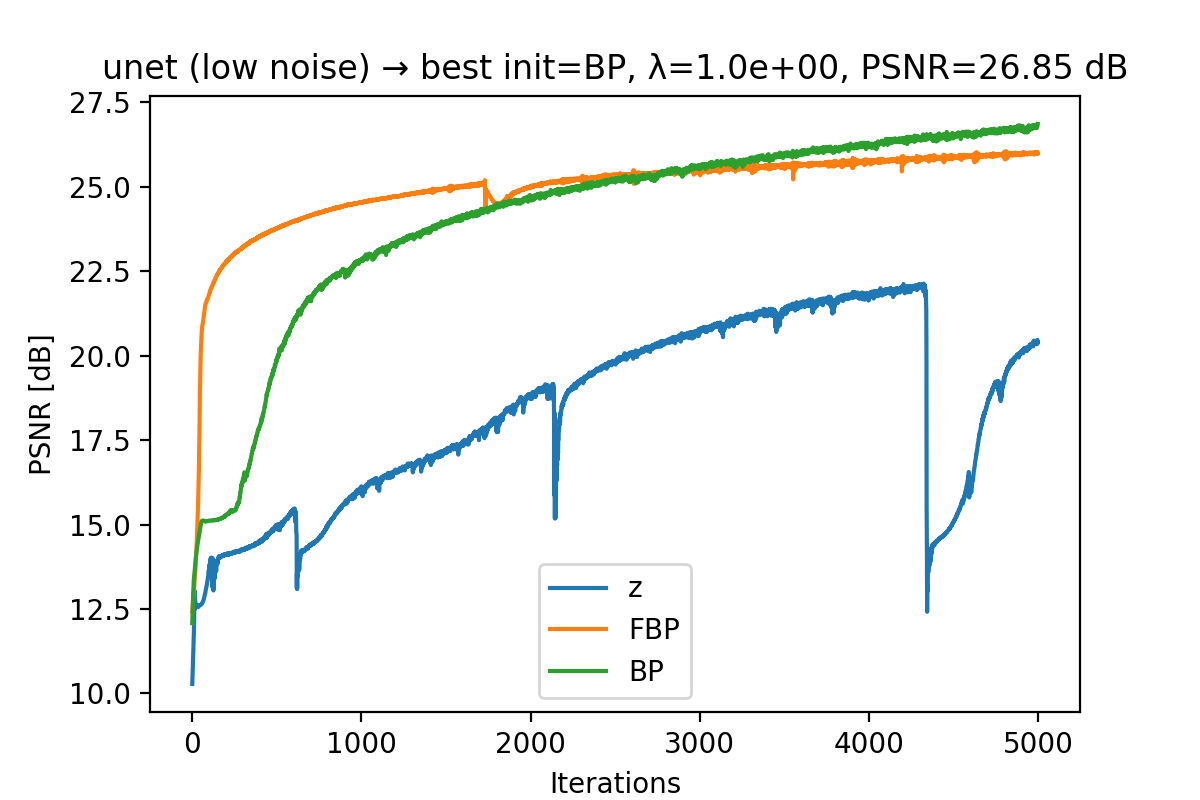 unet (low noise) → best init=BP, λ=1.0e+00, PSNR=26.85 dB
27.5
25.0
22.5
20.0
17.5
15.0
12.5
10.0
PSNR [dB]
z
FBP
BP
0 1000 2000 3000 4000 5000
Iterations